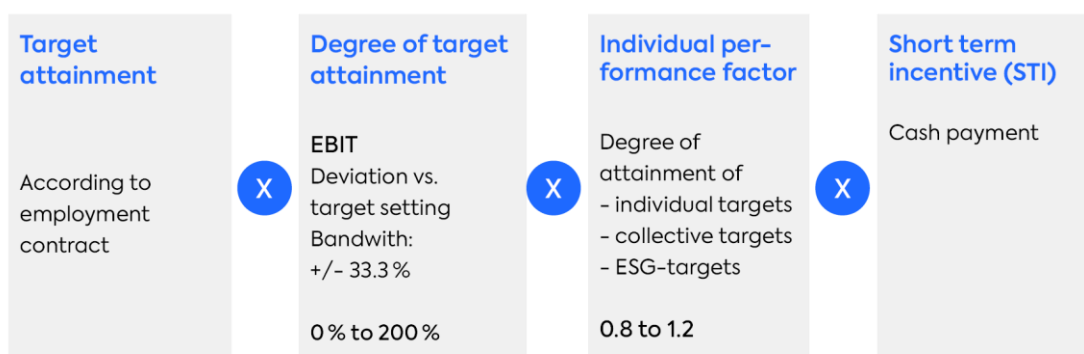 Target
attainment
According to
employment
contract
X
Degree of target
attainment
EBIT
Deviation vs.
target setting
Bandwith:
+/- 33.3 %
0 % to 200 %
X
Individual per-
formance factor
Degree of
attainment of
- individual targets
- collective targets
- ESG-targets
0.8 to 1.2
X
Short term
incentive (STI)
Cash payment